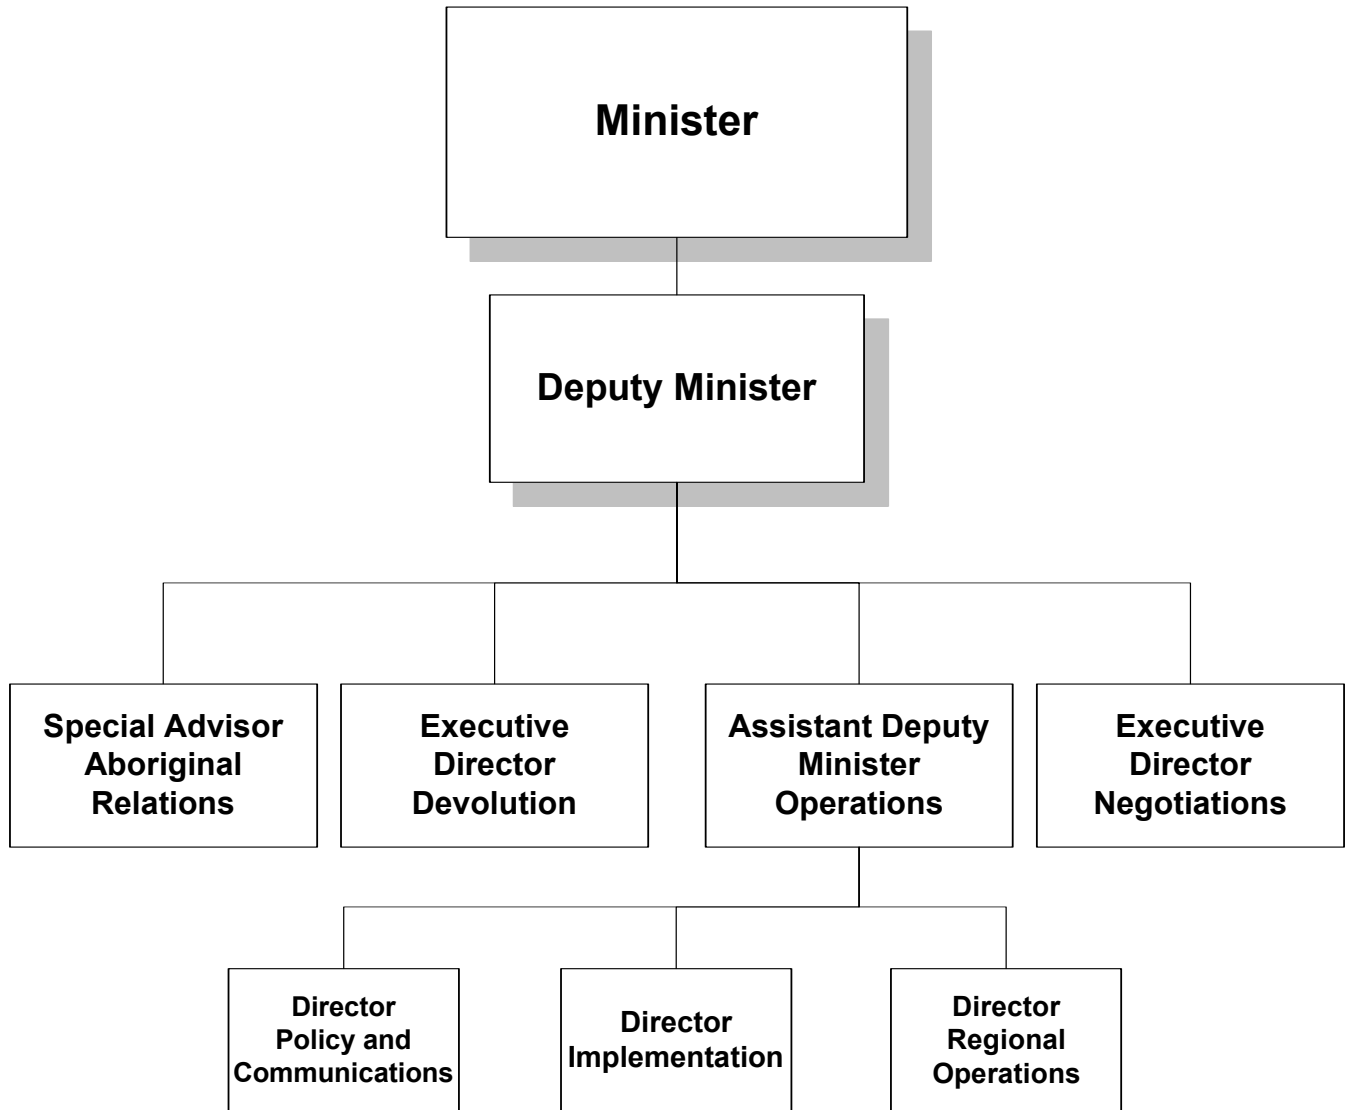 Minister
Deputy Minister
Special Advisor
Aboriginal
Relations
Executive
Director
Devolution
Assistant Deputy
Minister
Operations
Executive
Director
Negotiations
Director
Policy and
Communications
Director
Implementation
Director
Regional
Operations